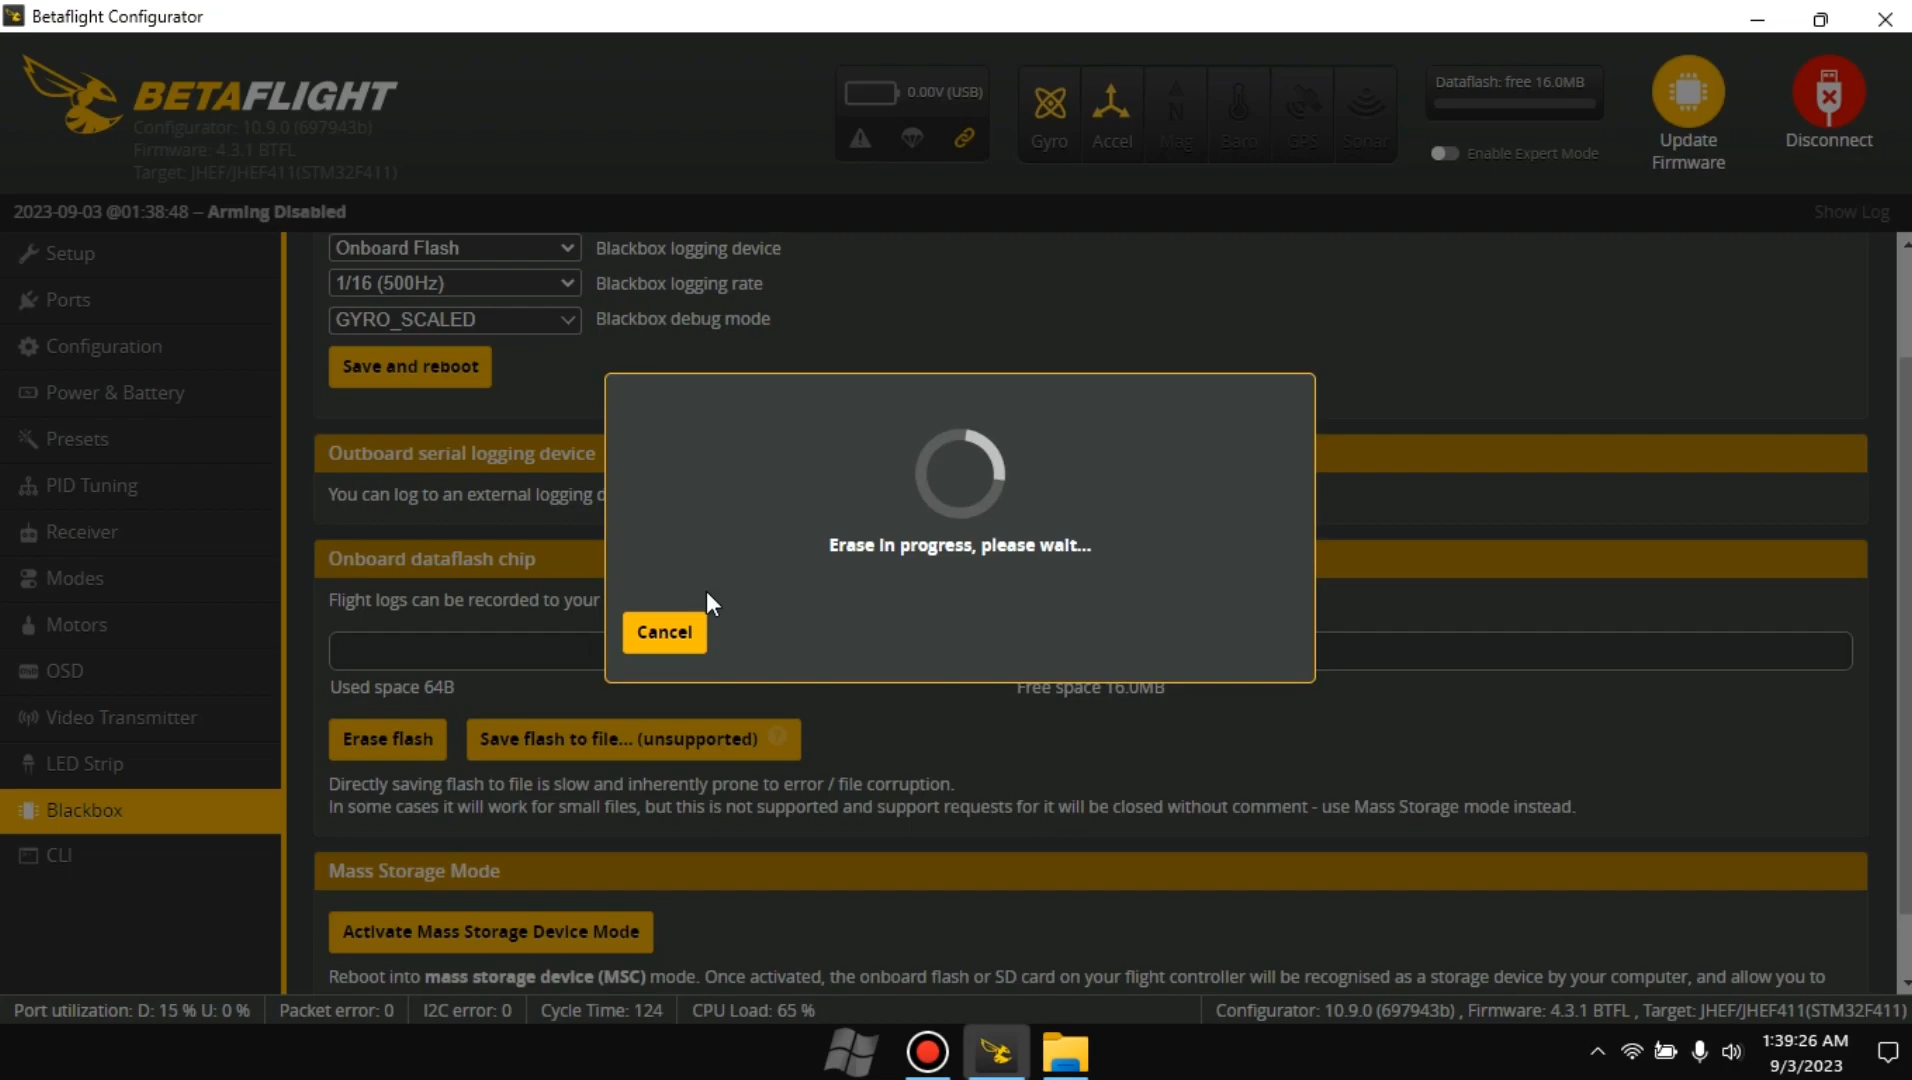 Betaflight Configurator
BETAFLIGHT
Configurator: 10.9.0 (697943b)
Firmware: 4.3.1 BTFL
Target: JHEF/JHEF411(STM32F411)
0.00V (USB)
Gyro
Accel
Mag
Baro
GPS
Sonar
Dataflash: free 16.0MB
Enable Expert Mode
Update
Firmware
Disconnect
2023-09-03 @01:38:48 – Arming Disabled
Show Log
Setup
Ports
Configuration
Power & Battery
Presets
PID Tuning
Receiver
Modes
Motors
OSD
Video Transmitter
LED Strip
Blackbox
CLI
Onboard Flash
Blackbox logging device
1/16 (500Hz)
Blackbox logging rate
GYRO_SCALED
Blackbox debug mode
Save and reboot
Outboard serial logging device
You can log to an external logging d
Onboard dataflash chip
Flight logs can be recorded to your
Erase in progress, please wait...
Cancel
Used space 64B
Free space 16.0MB
Erase flash
Save flash to file... (unsupported)
?
Directly saving flash to file is slow and inherently prone to error / file corruption.
In some cases it will work for small files, but this is not supported and support requests for it will be closed without comment - use Mass Storage mode instead.
Mass Storage Mode
Activate Mass Storage Device Mode
Reboot into mass storage device (MSC) mode. Once activated, the onboard flash or SD card on your flight controller will be recognised as a storage device by your computer, and allow you to
Port utilization: D: 15 % U: 0 %
Packet error: 0
I2C error: 0
Cycle Time: 124
CPU Load: 65 %
Configurator: 10.9.0 (697943b) , Firmware: 4.3.1 BTFL , Target: JHEF/JHEF411(STM32F411)
1:39:26 AM
9/3/2023